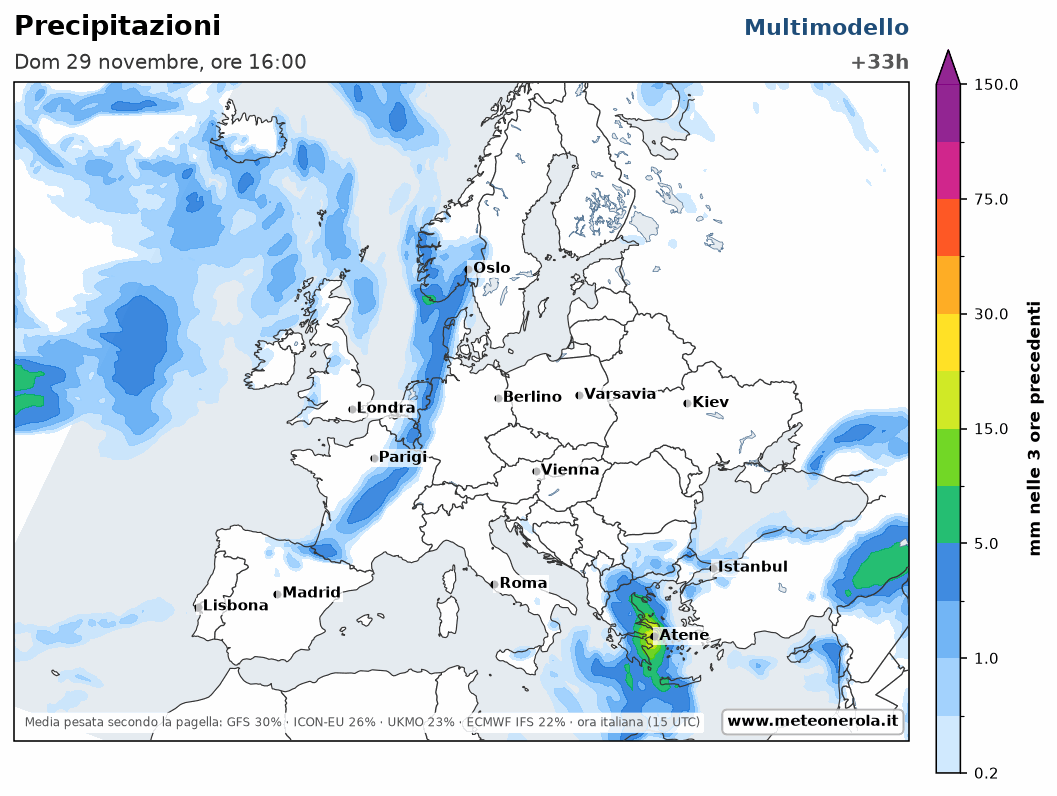 Precipitazioni
Multimodello
Dom 29 novembre, ore 16:00
+33h
150.0
75.0
30.0
15.0
5.0
1.0
0.2
mm nelle 3 ore precedenti
Oslo
Londra
Berlino
Varsavia
Kiev
Parigi
Vienna
Istanbul
Roma
Madrid
Lisbona
Atene
Media pesata secondo la pagella: GFS 30% · ICON-EU 26% · UKMO 23% · ECMWF IFS 22% · ora italiana (15 UTC)
www.meteonerola.it